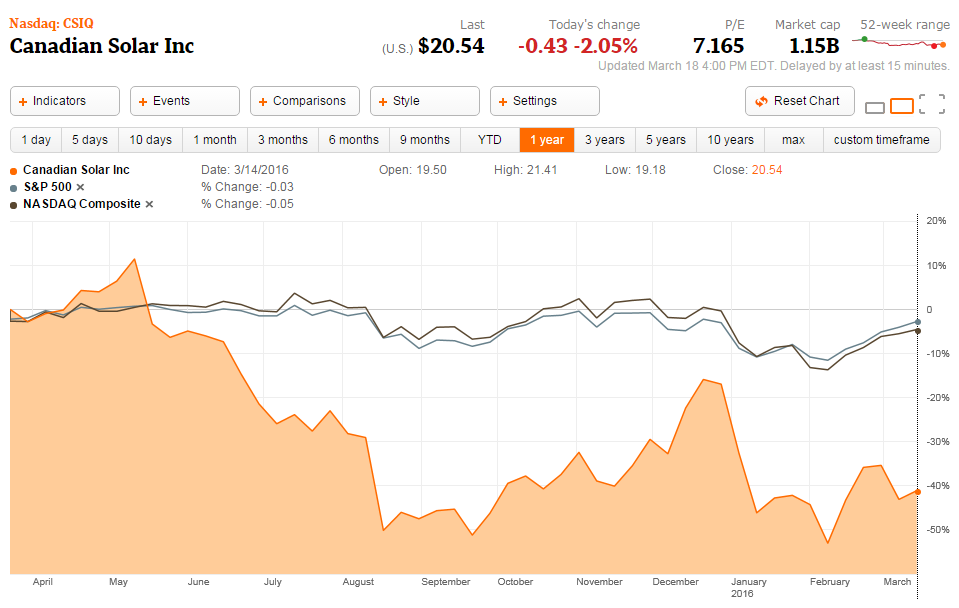 Nasdaq: CSIQ
Canadian Solar Inc
Last
(U.S.) $20.54
Today's change
-0.43 -2.05%
P/E
7.165
Market cap
1.15B
52-week range
Updated March 18 4:00 PM EDT. Delayed by at least 15 minutes.
+ Indicators + Events + Comparisons + Style + Settings Reset Chart
1 day 5 days 10 days 1 month 3 months 6 months 9 months YTD 1 year 3 years 5 years 10 years max custom timeframe
Canadian Solar Inc Date: 3/14/2016 Open: 19.50 High: 21.41 Low: 19.18 Close: 20.54
S&P 500 × % Change: -0.03
NASDAQ Composite × % Change: -0.05
20%
10%
0
-10%
-20%
-30%
-40%
-50%
April May June July August September October November December January February March
2016